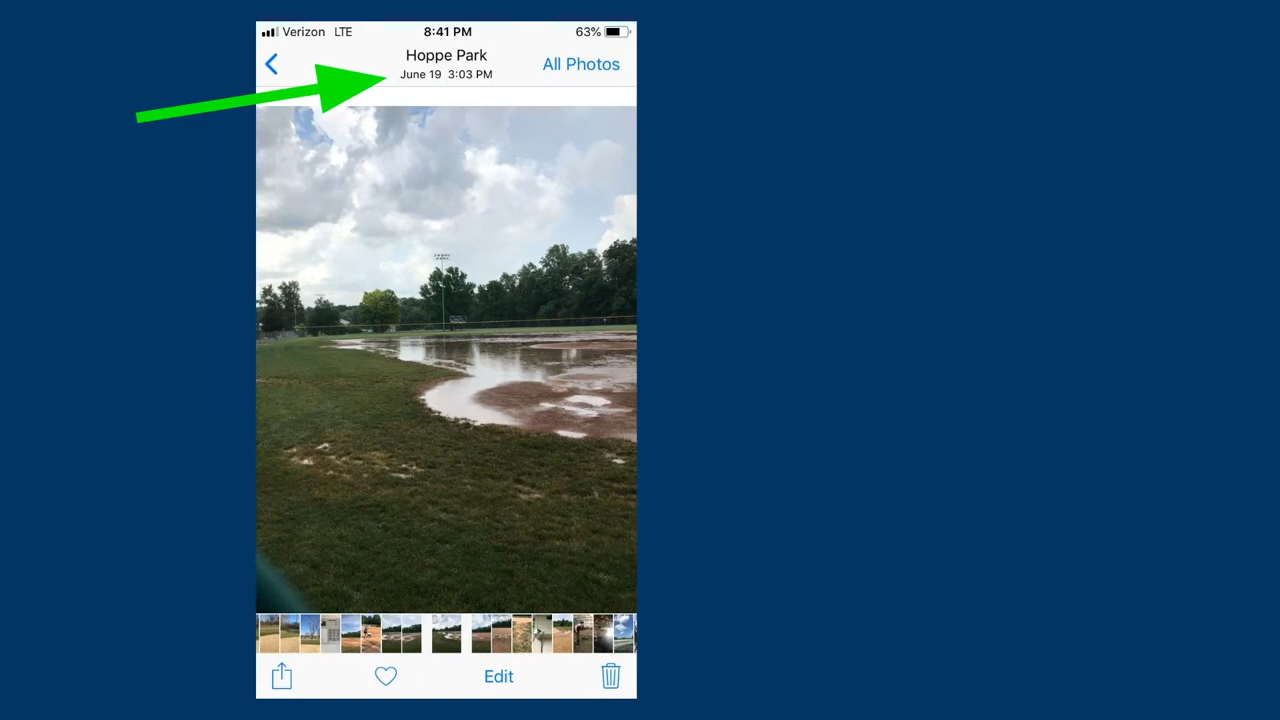 Verizon LTE 8:41 PM 63%
Hoppe Park
All Photos
June 19 3:03 PM
Edit